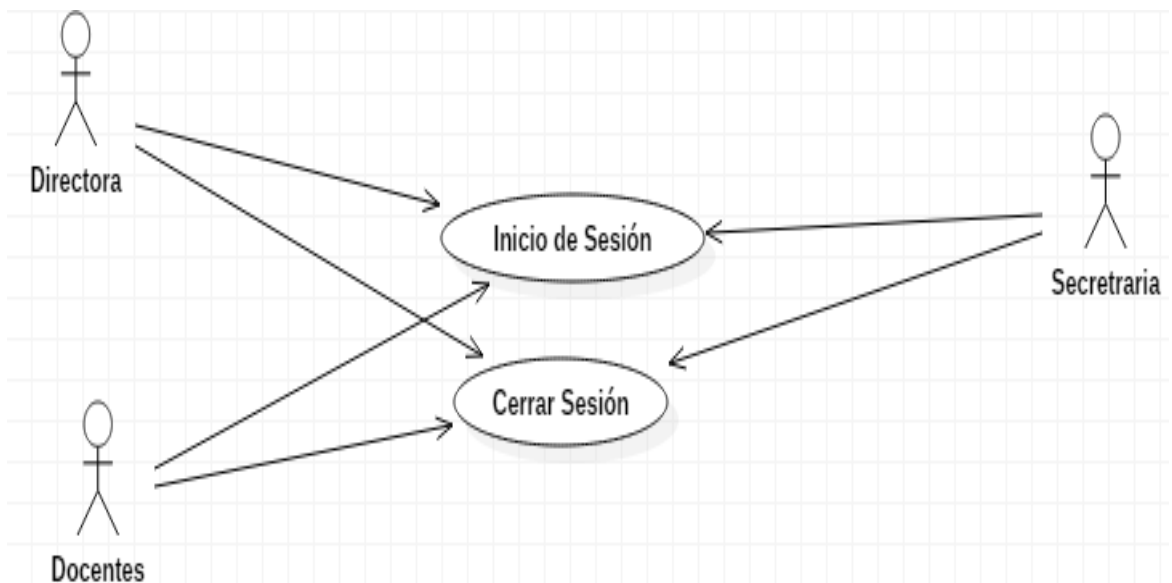 Directora
Inicio de Sesión
Secretraria
Cerrar Sesión
Docentes